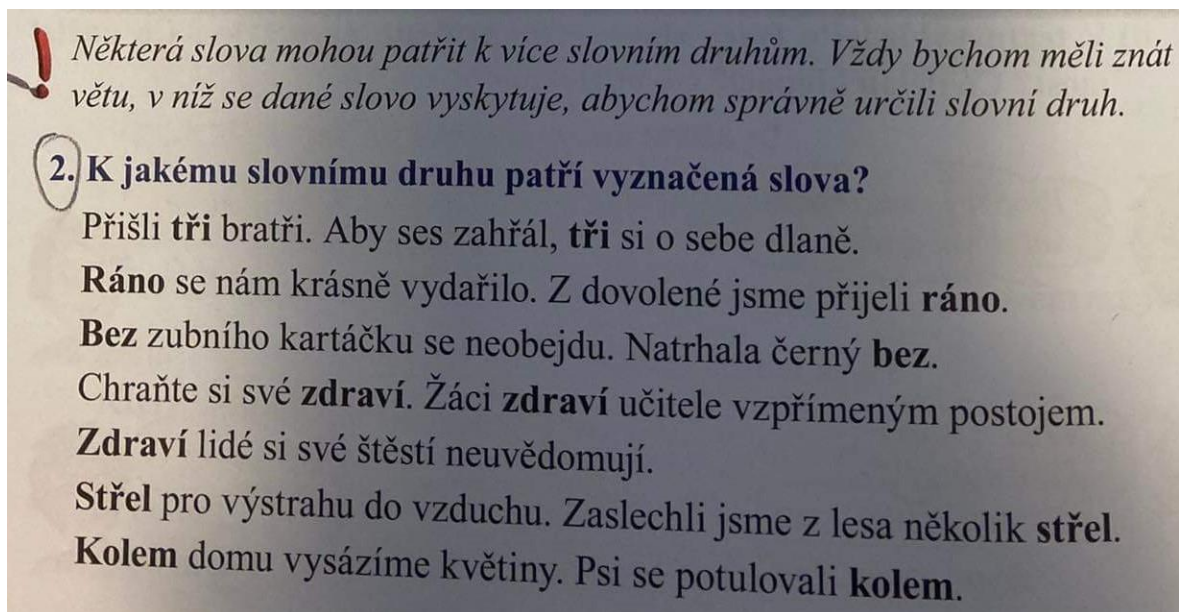 Některá slova mohou patřit k více slovním druhům. Vždy bychom měli znát
větu, v níž se dané slovo vyskytuje, abychom správně určili slovní druh.
2. K jakému slovnímu druhu patří vyznačená slova?
Přišli tři bratři. Aby ses zahřál, tři si o sebe dlaně.
Ráno se nám krásně vydařilo. Z dovolené jsme přijeli ráno.
Bez zubního kartáčku se neobejdu. Natrhala černý bez.
Chraňte si své zdraví. Žáci zdraví učitele vzpřímeným postojem.
Zdraví lidé si své štěstí neuvědomují.
Střel pro výstrahu do vzduchu. Zaslechli jsme z lesa několik střel.
Kolem domu vysázíme květiny. Psi se potulovali kolem.